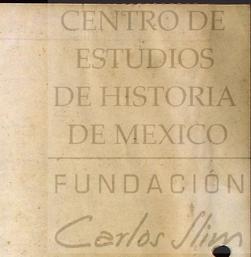 CENTRO DE
ESTUDIOS
DE HISTORIA
DE MEXICO
FUNDACIÓN
Carlos Slim